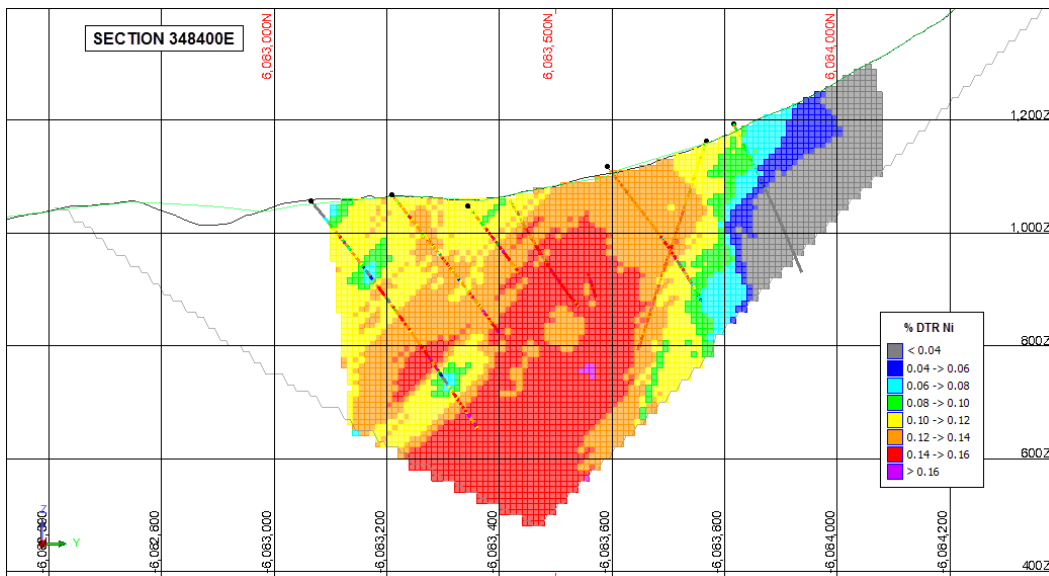 SECTION 348400E
6,083,000N
6,083,500N
6,084,000N
1,200Z
1,000Z
800Z
600Z
400Z
% DTR Ni
< 0.04
0.04 -> 0.06
0.06 -> 0.08
0.08 -> 0.10
0.10 -> 0.12
0.12 -> 0.14
0.14 -> 0.16
> 0.16
6,082,800
6,083,000
6,083,200
6,083,400
6,083,600
6,083,800
6,084,000
6,084,200
Y